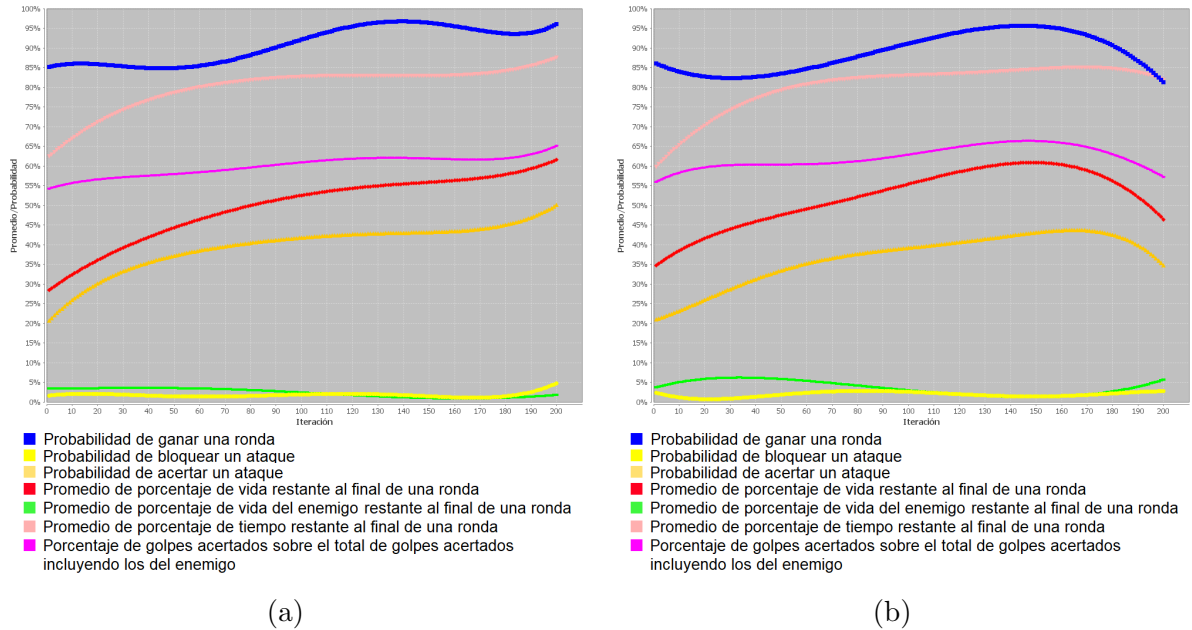 100%
95%
90%
85%
80%
75%
70%
65%
60%
55%
50%
45%
40%
35%
30%
25%
20%
15%
10%
5%
0%
Promedio/Probabilidad
0 10 20 30 40 50 60 70 80 90 100 110 120 130 140 150 160 170 180 190 200
Iteración
Probabilidad de ganar una ronda
Probabilidad de bloquear un ataque
Probabilidad de acertar un ataque
Promedio de porcentaje de vida restante al final de una ronda
Promedio de porcentaje de vida del enemigo restante al final de una ronda
Promedio de porcentaje de tiempo restante al final de una ronda
Porcentaje de golpes acertados sobre el total de golpes acertados
incluyendo los del enemigo
(a)
100%
95%
90%
85%
80%
75%
70%
65%
60%
55%
50%
45%
40%
35%
30%
25%
20%
15%
10%
5%
0%
Promedio/Probabilidad
0 10 20 30 40 50 60 70 80 90 100 110 120 130 140 150 160 170 180 190 200
Iteración
Probabilidad de ganar una ronda
Probabilidad de bloquear un ataque
Probabilidad de acertar un ataque
Promedio de porcentaje de vida restante al final de una ronda
Promedio de porcentaje de vida del enemigo restante al final de una ronda
Promedio de porcentaje de tiempo restante al final de una ronda
Porcentaje de golpes acertados sobre el total de golpes acertados
incluyendo los del enemigo
(b)